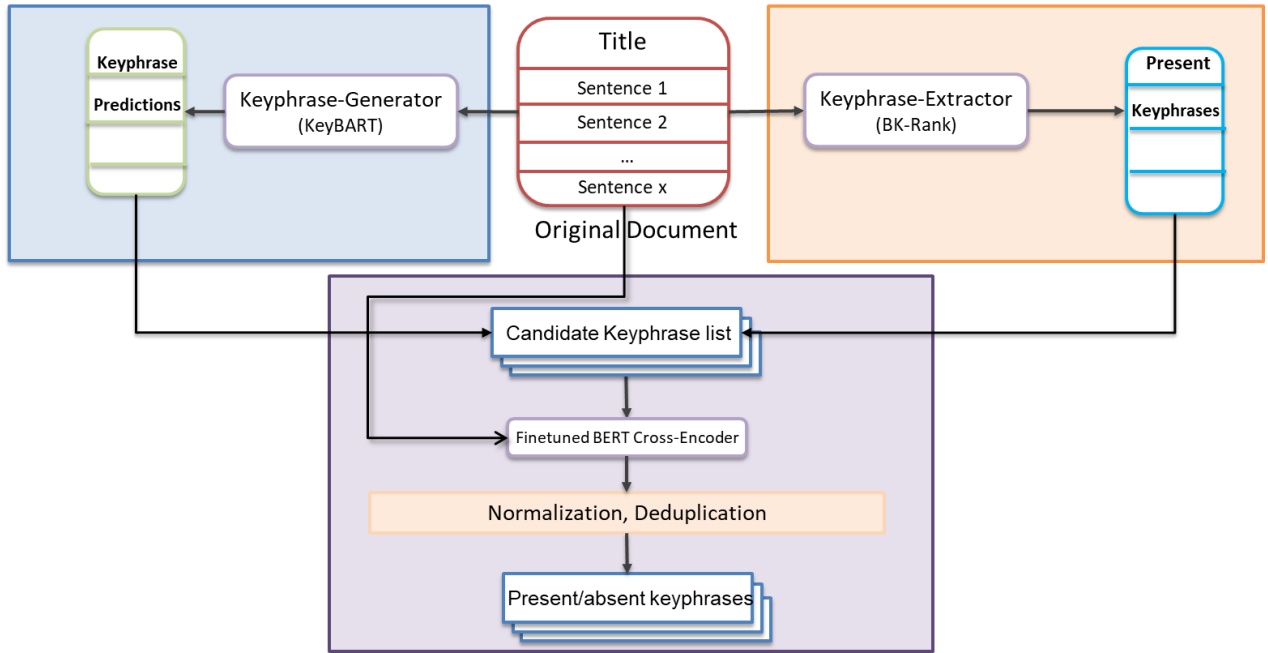 Keyphrase
Predictions
Keyphrase-Generator
(KeyBART)
Title
Sentence 1
Sentence 2
...
Sentence x
Original Document
Keyphrase-Extractor
(BK-Rank)
Present
Keyphrases
Candidate Keyphrase list
Finetuned BERT Cross-Encoder
Normalization, Deduplication
Present/absent keyphrases